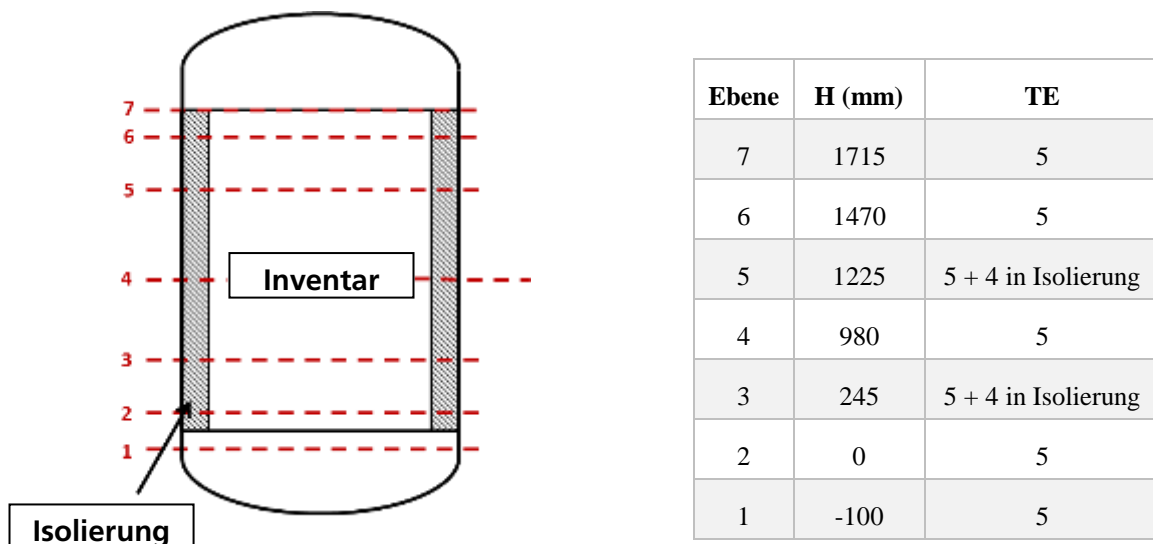 7
6
5
4
Inventar
3
2
1
Isolierung
Ebene H (mm) TE
7 1715 5
6 1470 5
5 1225 5 + 4 in Isolierung
4 980 5
3 245 5 + 4 in Isolierung
2 0 5
1 -100 5